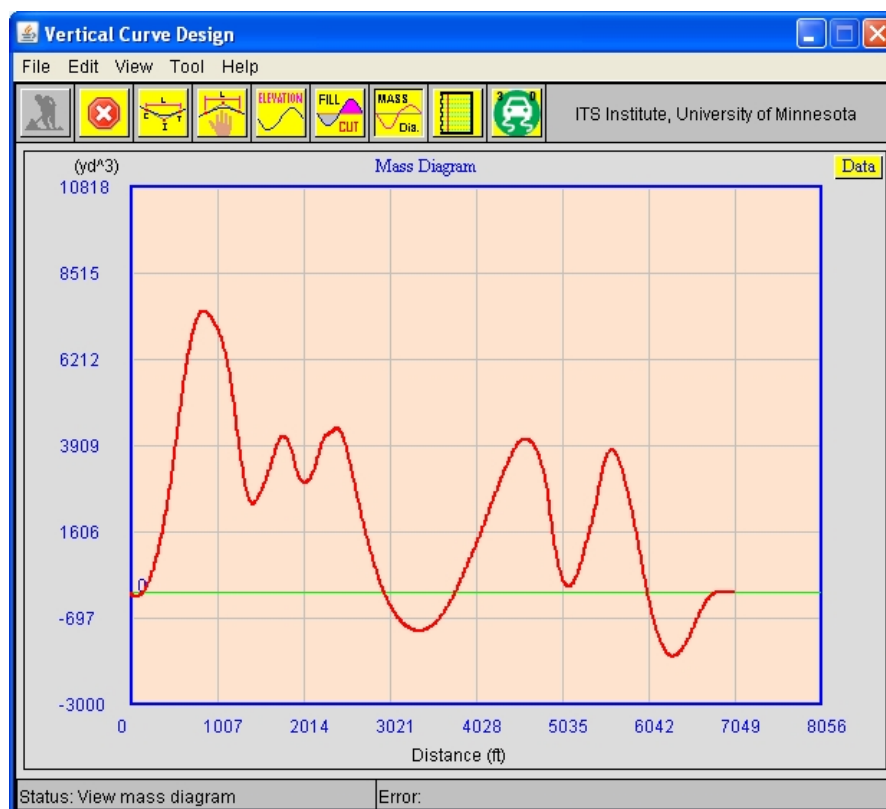 Vertical Curve Design
File Edit View Tool Help
L
C
I
T
L
ELEVATION
FILL
CUT
MASS
Dia.
3 D
ITS Institute, University of Minnesota
(yd^3)
Mass Diagram
Data
10818
8515
6212
3909
1606
0
-697
-3000
0 1007 2014 3021 4028 5035 6042 7049 8056
Distance (ft)
Status: View mass diagram
Error: